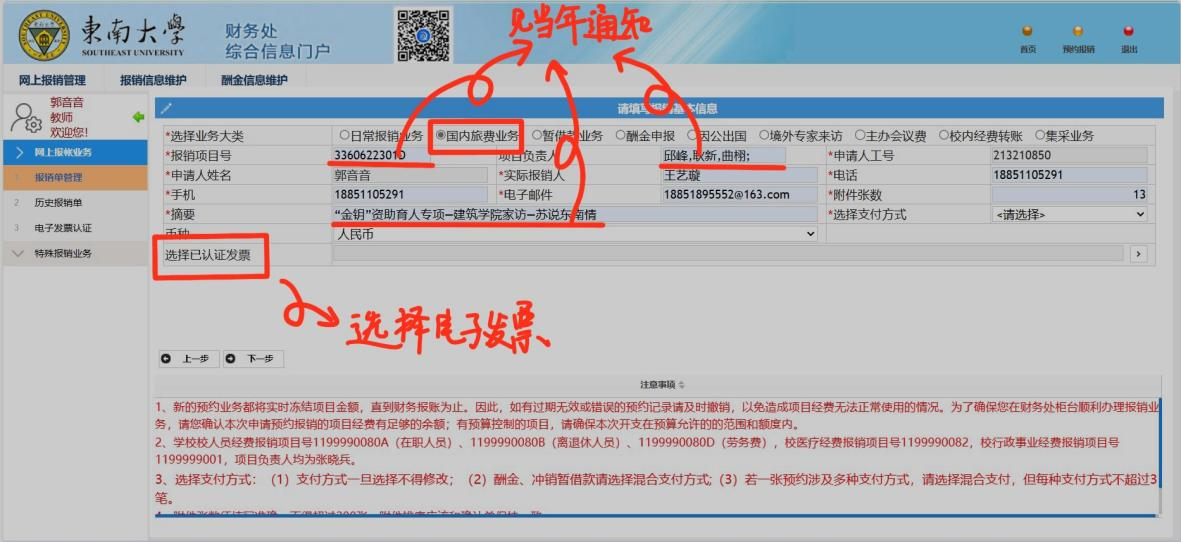 東南大學
SOUTHEAST UNIVERSITY
财务处
综合信息门户
见当年通知
首页 预约报销 退出
网上报销管理 报销信息维护 酬金信息维护
郭音音
教师
欢迎您!
网上报帐业务
1 报销单管理
2 历史报销单
3 电子发票认证
特殊报销业务
请填写报销基本信息
*选择业务大类 日常报销业务 国内旅费业务 暂借款业务 酬金申报 因公出国 境外专家来访 主办会议费 校内经费转账 集采业务
*报销项目号 3360622301D 项目负责人 邱峰,耿新,曲栩; *申请人工号 213210850
*申请人姓名 郭音音 *实际报销人 王艺璇 *电话 18851105291
*手机 18851105291 *电子邮件 18851895552@163.com *附件张数 13
*摘要 “金钥”资助育人专项—建筑学院家访—苏说东南情 *选择支付方式 <请选择>
币种 人民币
选择已认证发票
选择电子发票
上一步 下一步
注意事项
1、新的预约业务都将实时冻结项目金额，直到财务报账为止。因此，如有过期无效或错误的预约记录请及时撤销，以免造成项目经费无法正常使用的情况。为了确保您在财务处柜台顺利办理报销业
务，请您确认本次申请预约报销的项目经费有足够的余额；有预算控制的项目，请确保本次开支在预算允许的的范围和额度内。
2、学校校人员经费报销项目号1199990080A（在职人员）、1199990080B（离退休人员）、1199990080D（劳务费），校医疗经费报销项目号1199990082，校行政事业经费报销项目号
1199999001，项目负责人均为张晓兵。
3、选择支付方式：（1）支付方式一旦选择不得修改；（2）酬金、冲销暂借款请选择混合支付方式;（3）若一张预约涉及多种支付方式，请选择混合支付，但每种支付方式不超过3
笔。